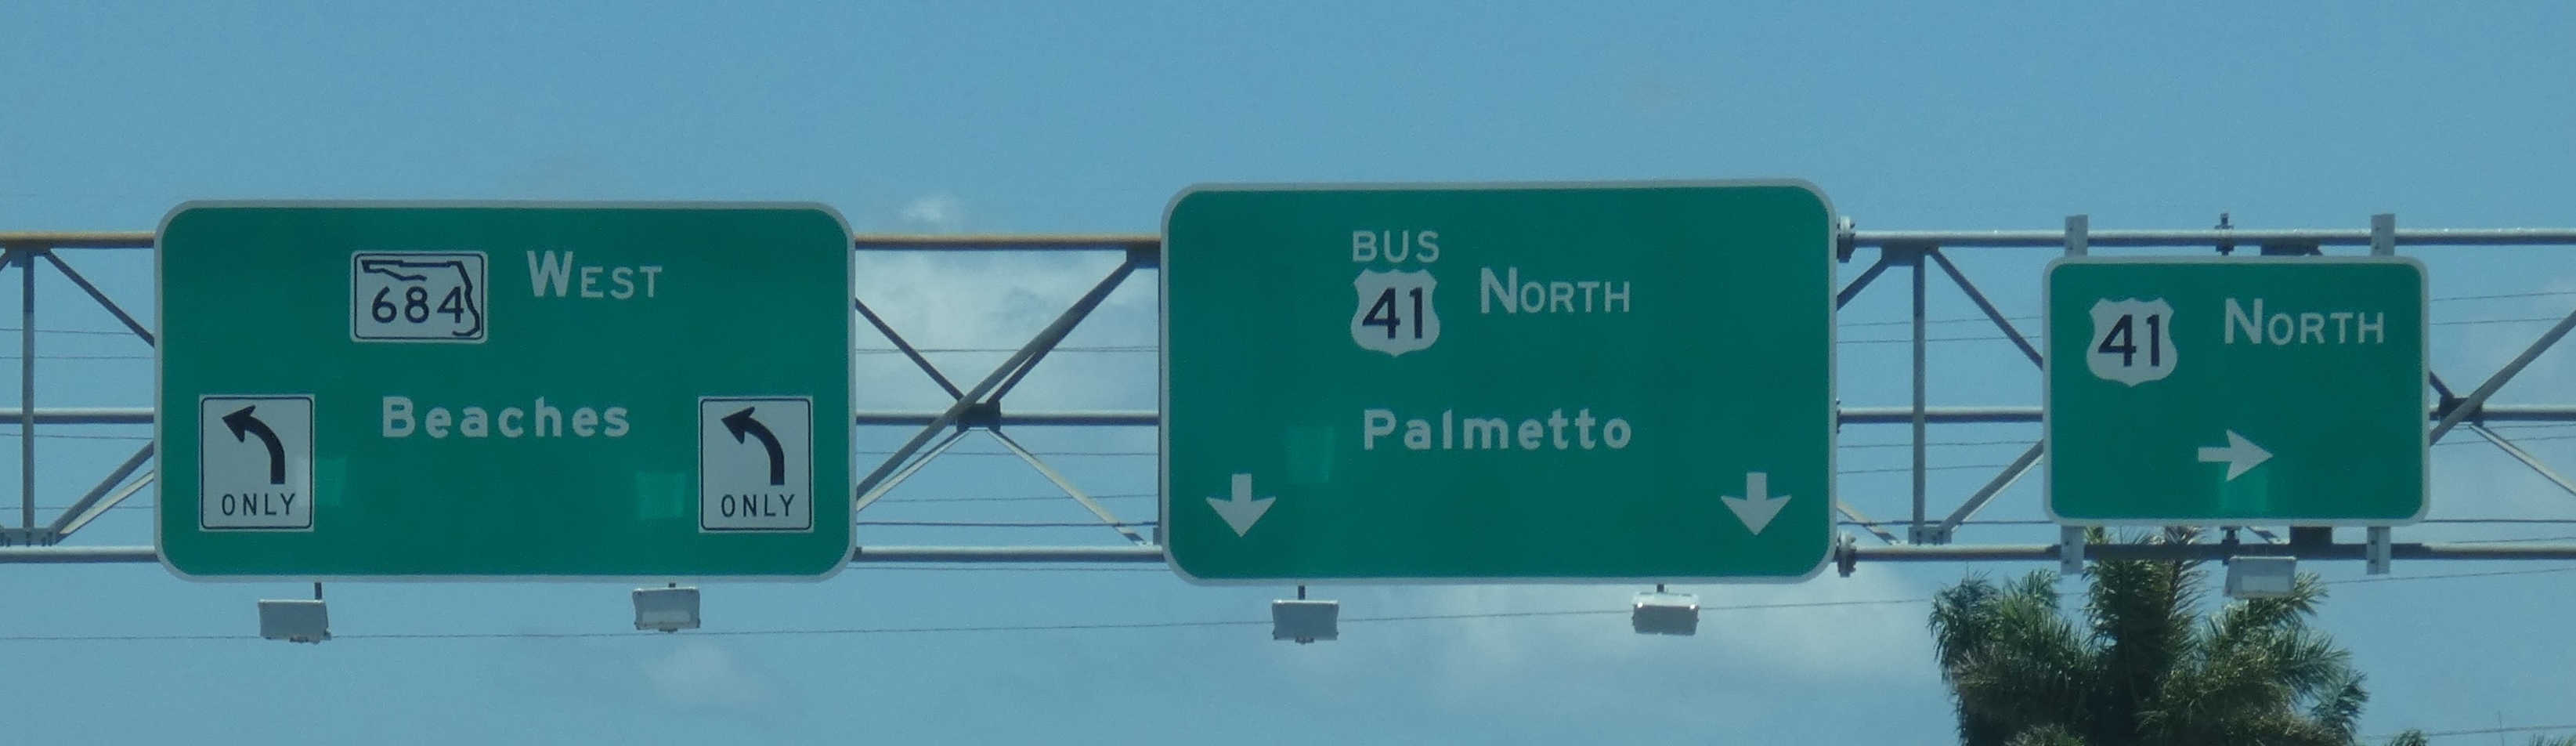 684 WEST
Beaches
ONLY ONLY
BUS
41 NORTH
Palmetto
41 NORTH